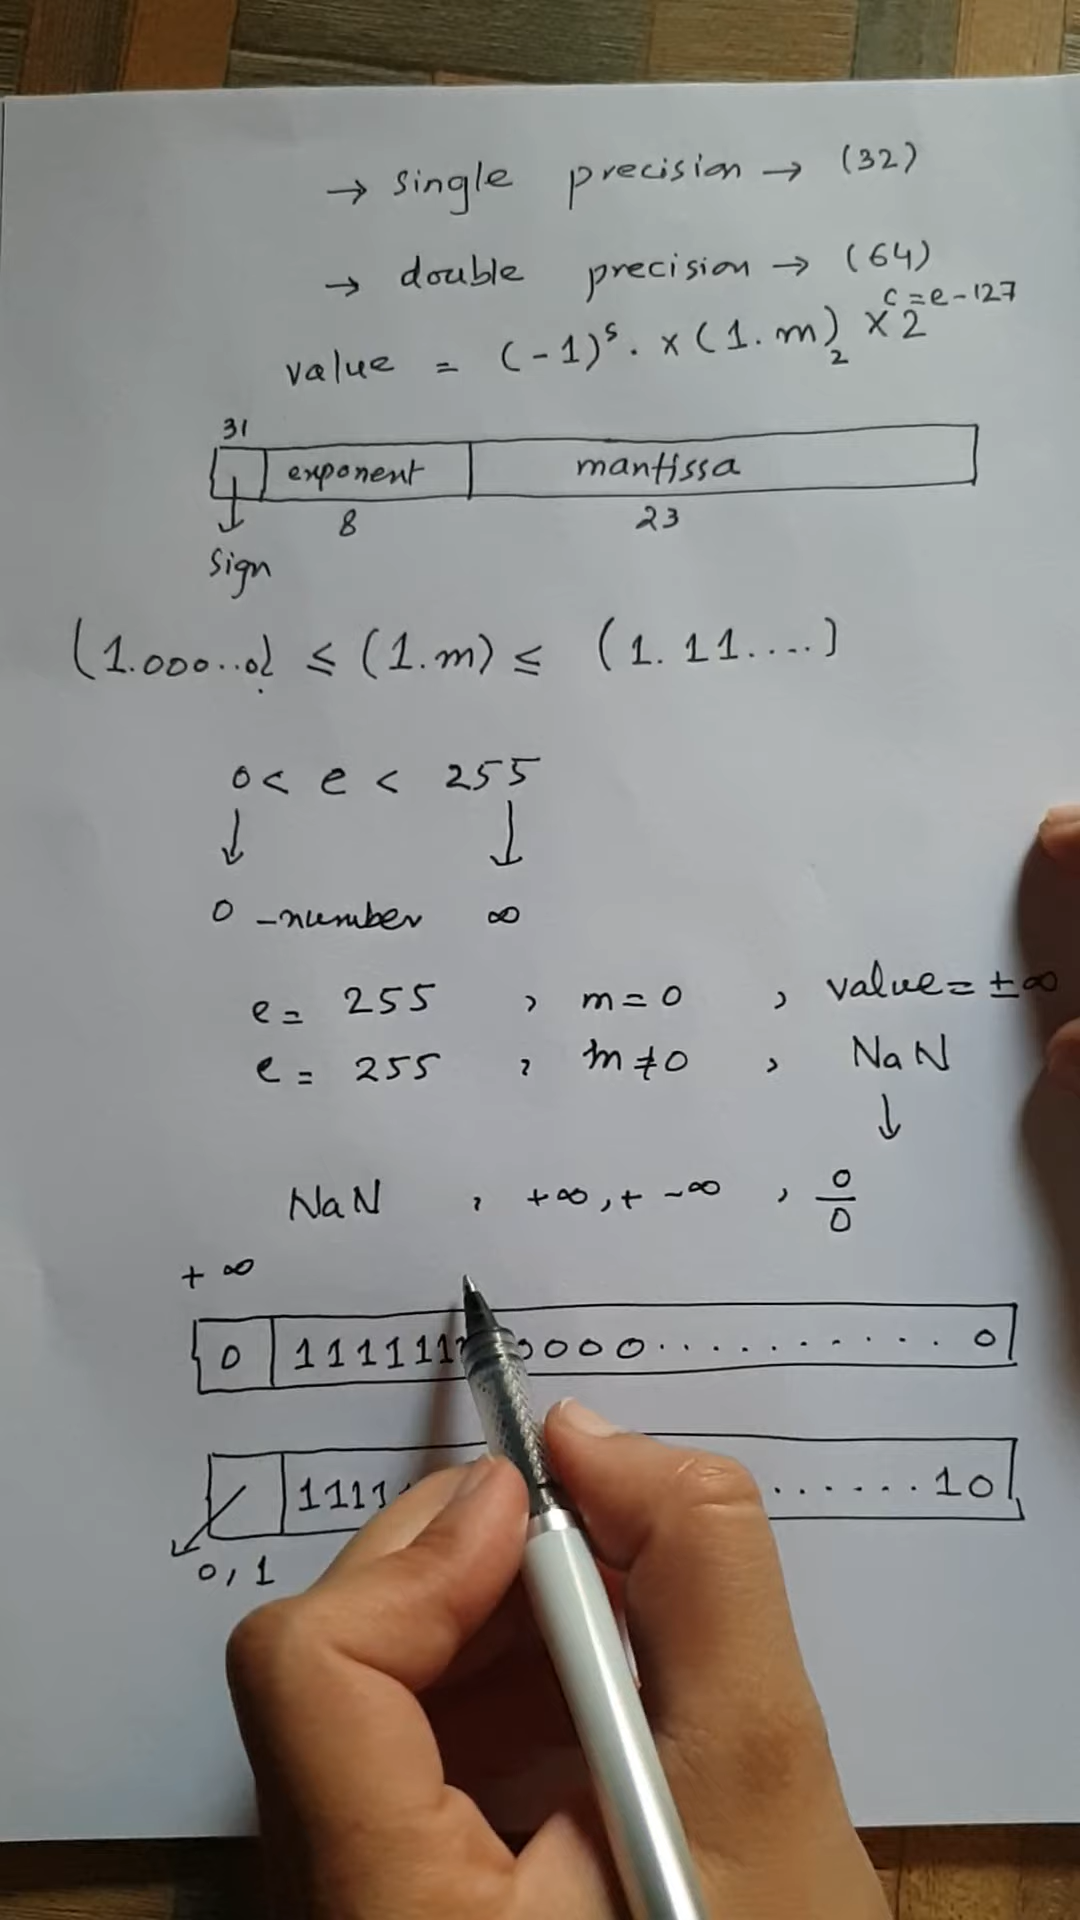 → single precision → (32)
→ double precision → (64)
value = (-1)^s . × (1.m)₂ × 2^c=e-127
31
exponent mantissa
8 23
sign
(1.000..0) ≤ (1.m) ≤ (1.11....)
0 < e < 255
↓ ↓
0 -number ∞
e = 255 , m=0 , value= ±∞
e = 255 , m≠0 , NaN
↓
NaN , +∞,+ -∞ , 0/0
+ ∞
0 111111 0000.......... 0
1111 ......10
0,1